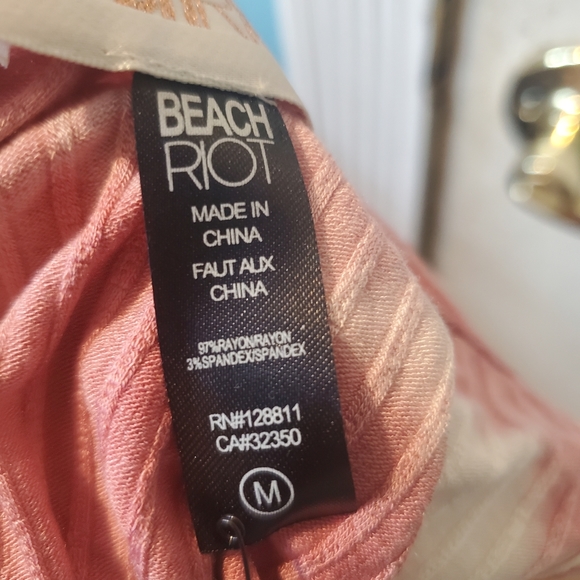 BEACH
RIOT
MADE IN
CHINA
FAUT AUX
CHINA
97%RAYON/RAYON
3%SPANDEX/SPANDEX
RN#128811
CA#32350
M